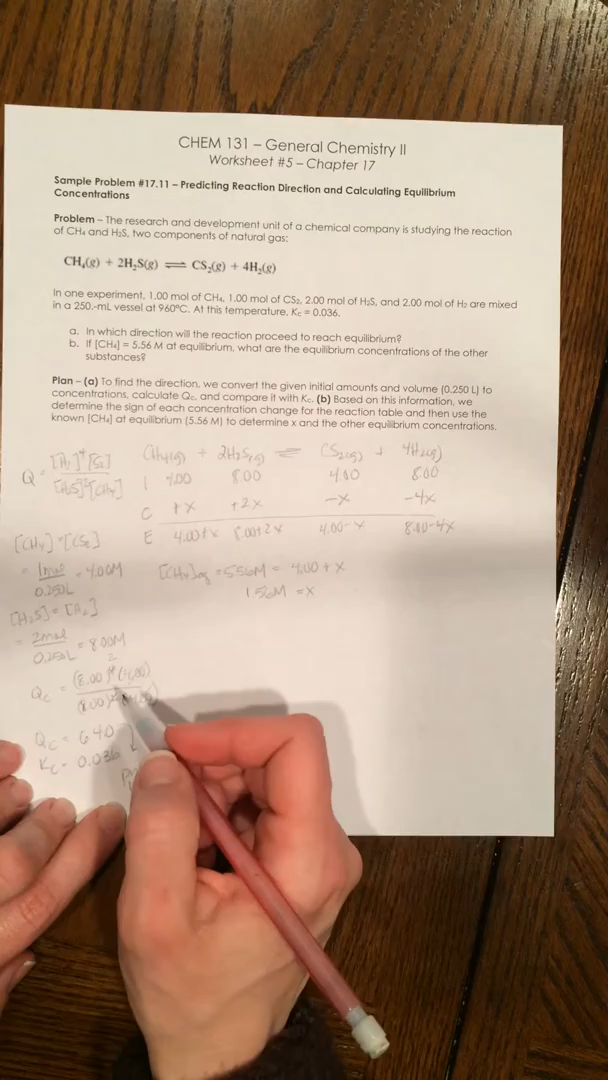 CHEM 131 – General Chemistry II
Worksheet #5 – Chapter 17
Sample Problem #17.11 – Predicting Reaction Direction and Calculating Equilibrium
Concentrations
Problem – The research and development unit of a chemical company is studying the reaction
of CH₄ and H₂S, two components of natural gas:
CH₄(g) + 2H₂S(g) ⇌ CS₂(g) + 4H₂(g)
In one experiment, 1.00 mol of CH₄, 1.00 mol of CS₂, 2.00 mol of H₂S, and 2.00 mol of H₂ are mixed
in a 250.-mL vessel at 960°C. At this temperature, Kc = 0.036.
a. In which direction will the reaction proceed to reach equilibrium?
b. If [CH₄] = 5.56 M at equilibrium, what are the equilibrium concentrations of the other
substances?
Plan – (a) To find the direction, we convert the given initial amounts and volume (0.250 L) to
concentrations, calculate Qc, and compare it with Kc. (b) Based on this information, we
determine the sign of each concentration change for the reaction table and then use the
known [CH₄] at equilibrium (5.56 M) to determine x and the other equilibrium concentrations.
CH₄(g) + 2H₂S(g) ⇌ CS₂(g) + 4H₂(g)
Q = [H₂]⁴[CS₂]
[H₂S]²[CH₄]
I 4.00 8.00 4.00 8.00
C +x +2x -x -4x
E 4.00+x 8.00+2x 4.00-x 8.00-4x
[CH₄]=[CS₂]
= 1mol = 4.00M
0.250L
[CH₄]eq = 5.56M = 4.00 + x
1.56M = x
[H₂S] = [H₂]
= 2mol = 8.00M
0.250L
Qc = (8.00)⁴(4.00)
Qc = 640
Kc = 0.036